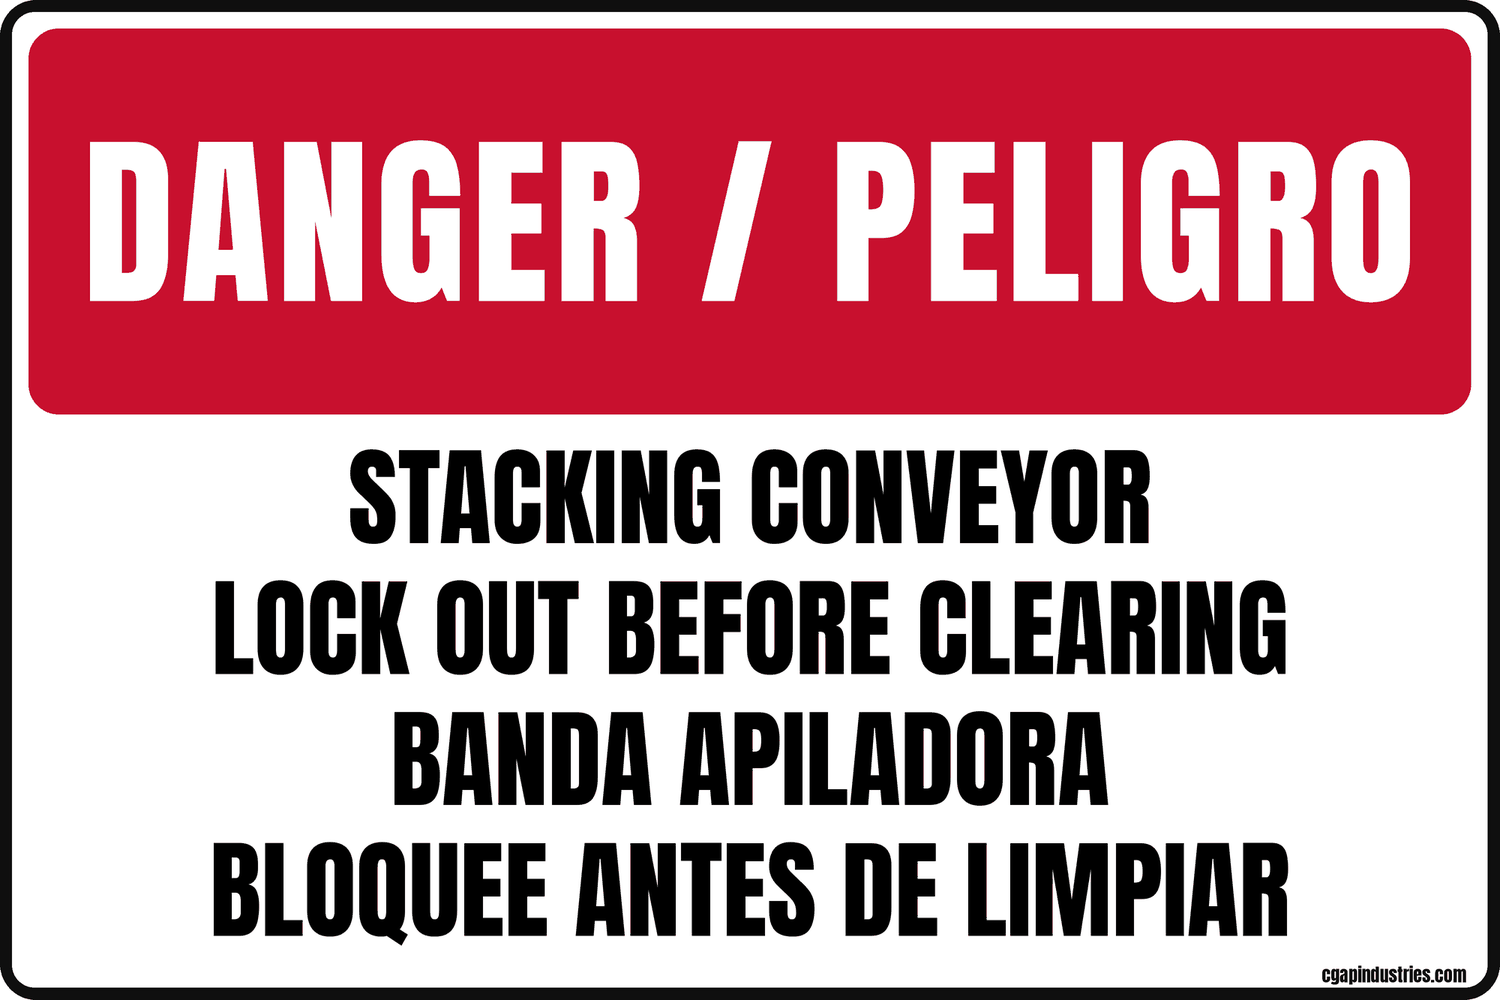 DANGER / PELIGRO
STACKING CONVEYOR
LOCK OUT BEFORE CLEARING
BANDA APILADORA
BLOQUEE ANTES DE LIMPIAR
cgapindustries.com